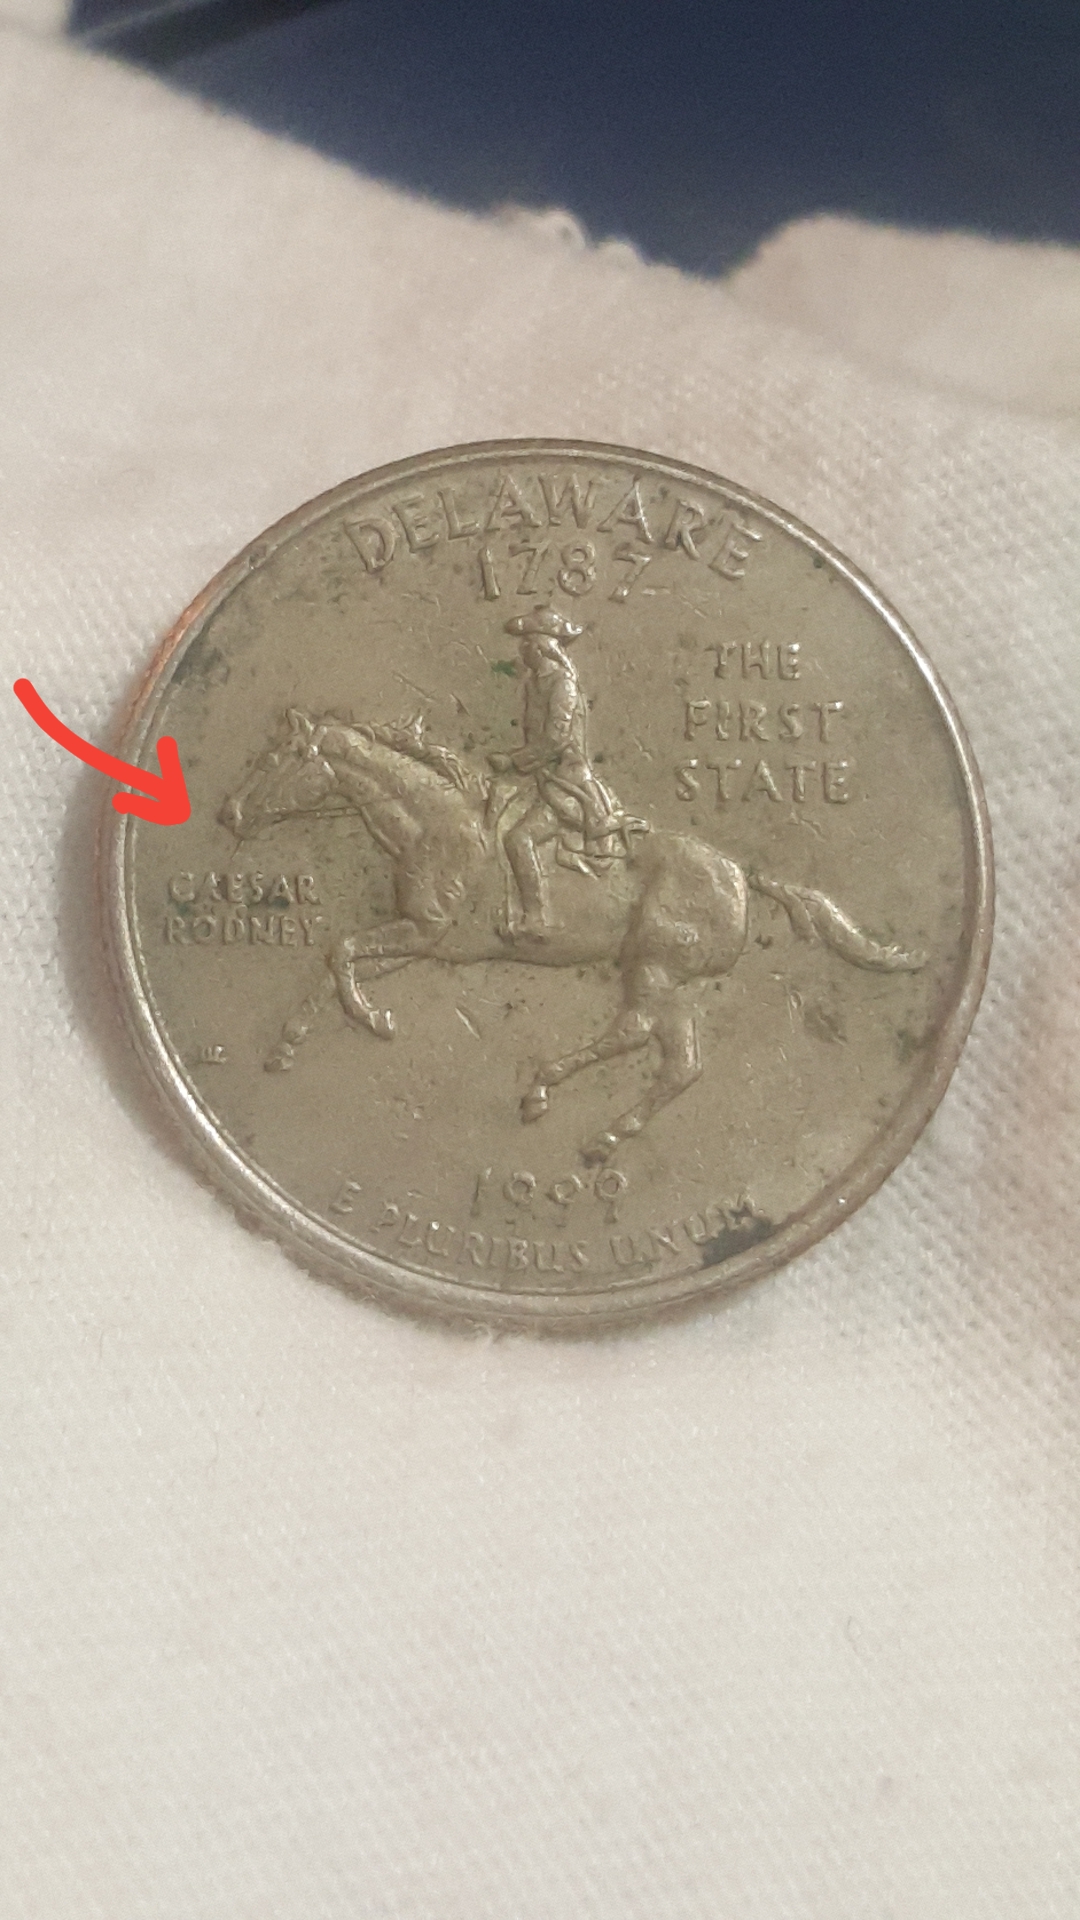 DELAWARE
1787
THE
FIRST
STATE
CAESAR
RODNEY
1999
E PLURIBUS UNUM